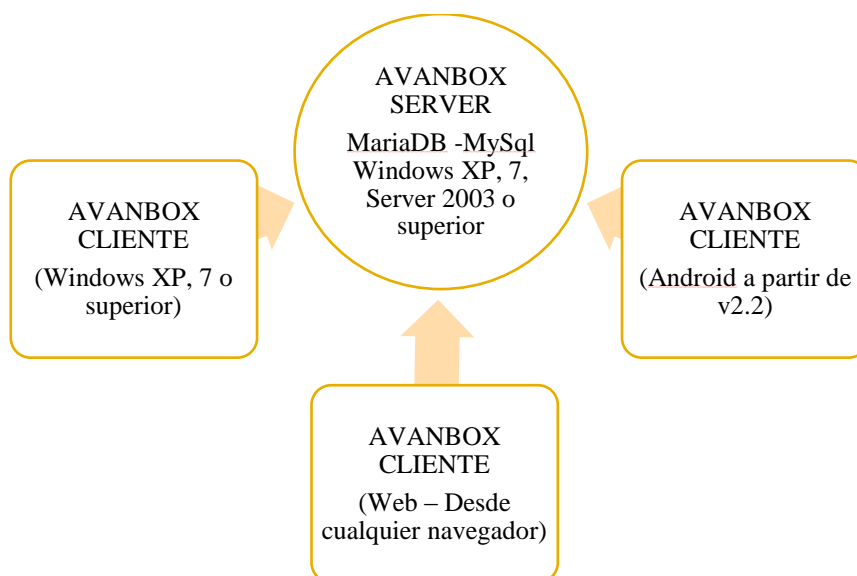 AVANBOX
SERVER
MariaDB -MySql
Windows XP, 7,
Server 2003 o
superior
AVANBOX
CLIENTE
(Windows XP, 7 o
superior)
AVANBOX
CLIENTE
(Android a partir de
v2.2)
AVANBOX
CLIENTE
(Web – Desde
cualquier navegador)